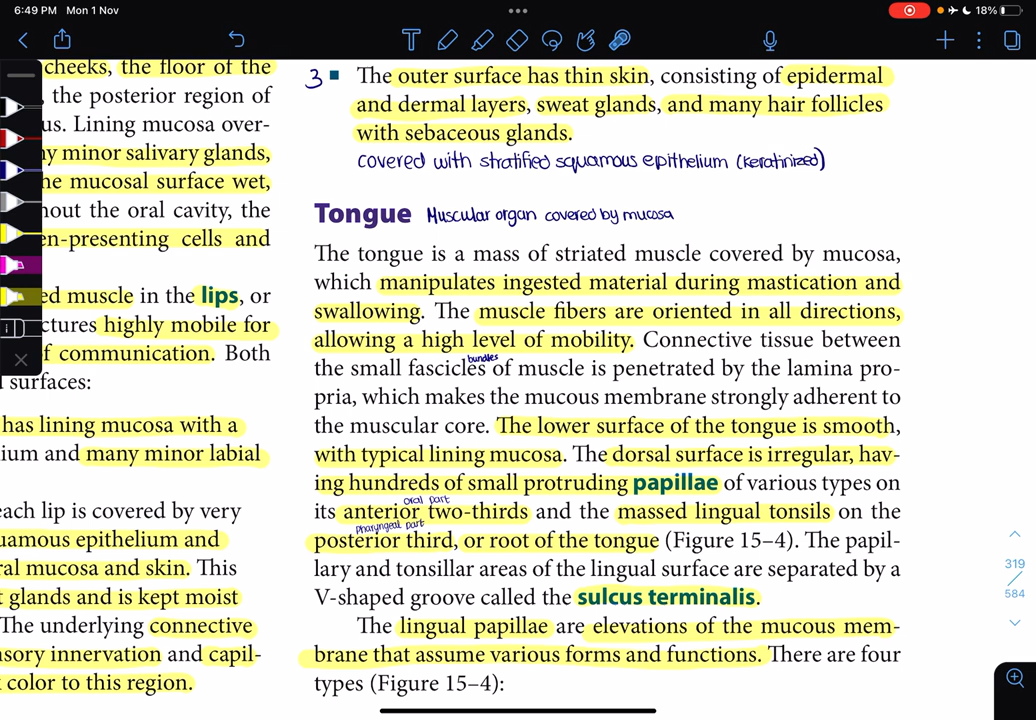 6:49 PM Mon 1 Nov
18%
cheeks, the floor of the
, the posterior region of
us. Lining mucosa over-
ny minor salivary glands,
he mucosal surface wet,
hout the oral cavity, the
en-presenting cells and
ed muscle in the lips, or
ctures highly mobile for
f communication. Both
surfaces:
has lining mucosa with a
ium and many minor labial
each lip is covered by very
uamous epithelium and
ral mucosa and skin. This
t glands and is kept moist
The underlying connective
nsory innervation and capil-
color to this region.
3 ■ The outer surface has thin skin, consisting of epidermal
and dermal layers, sweat glands, and many hair follicles
with sebaceous glands.
covered with stratified squamous epithelium (keratinized)
Tongue Muscular organ covered by mucosa
The tongue is a mass of striated muscle covered by mucosa,
which manipulates ingested material during mastication and
swallowing. The muscle fibers are oriented in all directions,
allowing a high level of mobility. Connective tissue between
bundles
the small fascicles of muscle is penetrated by the lamina pro-
pria, which makes the mucous membrane strongly adherent to
the muscular core. The lower surface of the tongue is smooth,
with typical lining mucosa. The dorsal surface is irregular, hav-
ing hundreds of small protruding papillae of various types on
oral part
its anterior two-thirds and the massed lingual tonsils on the
pharyngeal part
posterior third, or root of the tongue (Figure 15–4). The papil-
lary and tonsillar areas of the lingual surface are separated by a
V-shaped groove called the sulcus terminalis.
The lingual papillae are elevations of the mucous mem-
brane that assume various forms and functions. There are four
types (Figure 15–4):
319
584